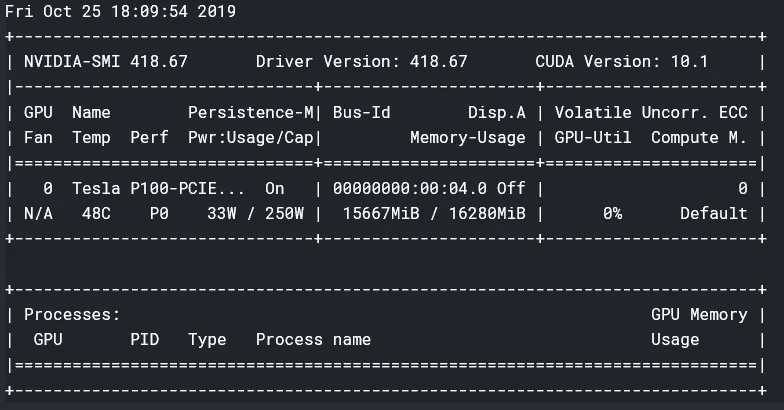 Fri Oct 25 18:09:54 2019
+-----------------------------------------------------------------------------+
| NVIDIA-SMI 418.67       Driver Version: 418.67       CUDA Version: 10.1     |
|-------------------------------+----------------------+----------------------+
| GPU  Name        Persistence-M| Bus-Id        Disp.A | Volatile Uncorr. ECC |
| Fan  Temp  Perf  Pwr:Usage/Cap|         Memory-Usage | GPU-Util  Compute M. |
|===============================+======================+======================|
|   0  Tesla P100-PCIE...  On   | 00000000:00:04.0 Off |                    0 |
| N/A   48C    P0    33W / 250W |  15667MiB / 16280MiB |      0%      Default |
+-------------------------------+----------------------+----------------------+

+-----------------------------------------------------------------------------+
| Processes:                                                       GPU Memory |
|  GPU       PID   Type   Process name                             Usage      |
|=============================================================================|
+-----------------------------------------------------------------------------+